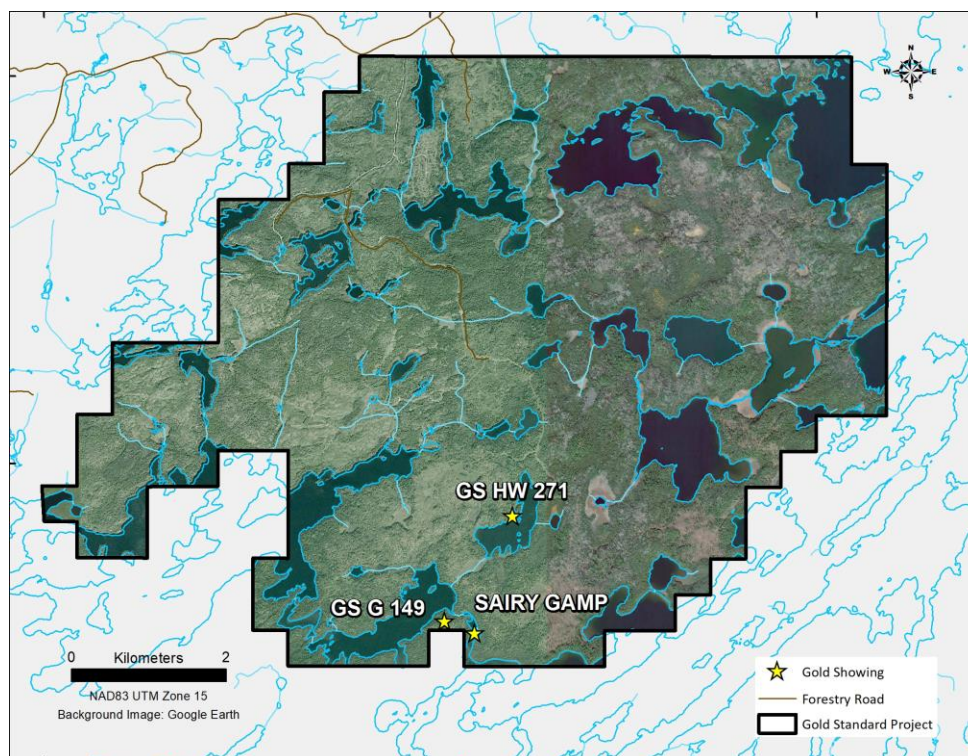 N
W E
S
GS HW 271
GS G 149
SAIRY GAMP
0 Kilometers 2
NAD83 UTM Zone 15
Background Image: Google Earth
Gold Showing
Forestry Road
Gold Standard Project